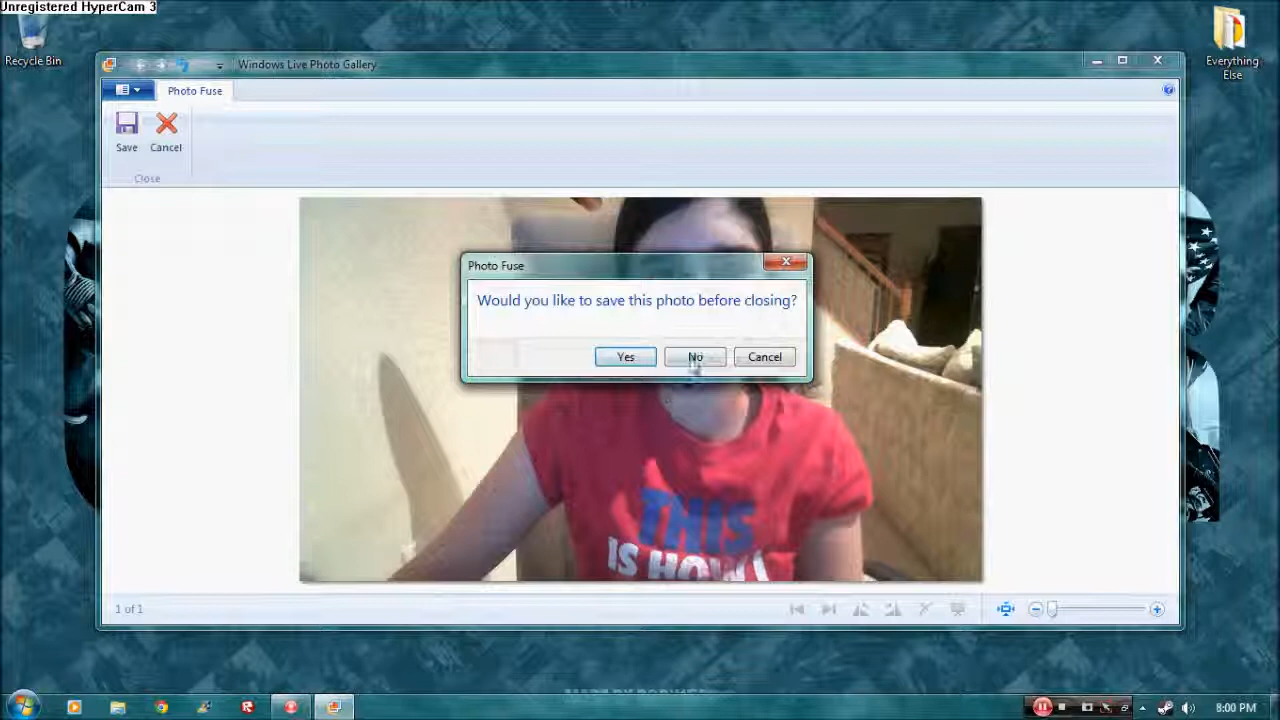 Unregistered HyperCam 3
Recycle Bin
Everything
Else
Windows Live Photo Gallery
Photo Fuse
Save
Cancel
Close
Photo Fuse
Would you like to save this photo before closing?
Yes
No
Cancel
THIS
IS HOW I
1 of 1
8:00 PM